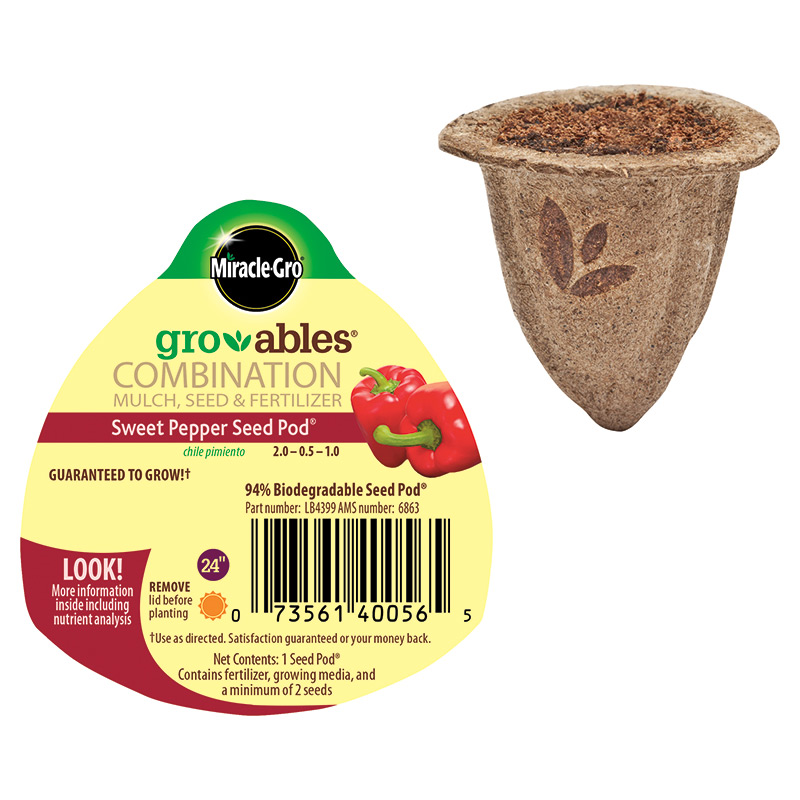 Miracle-Gro®
gro ables®
COMBINATION
MULCH, SEED & FERTILIZER
Sweet Pepper Seed Pod®
chile pimiento 2.0 – 0.5 – 1.0
GUARANTEED TO GROW!†
94% Biodegradable Seed Pod®
Part number: LB4399 AMS number: 6863
LOOK!
More information
inside including
nutrient analysis
24"
REMOVE
lid before
planting
0 73561 40056 5
†Use as directed. Satisfaction guaranteed or your money back.
Net Contents: 1 Seed Pod®
Contains fertilizer, growing media, and
a minimum of 2 seeds